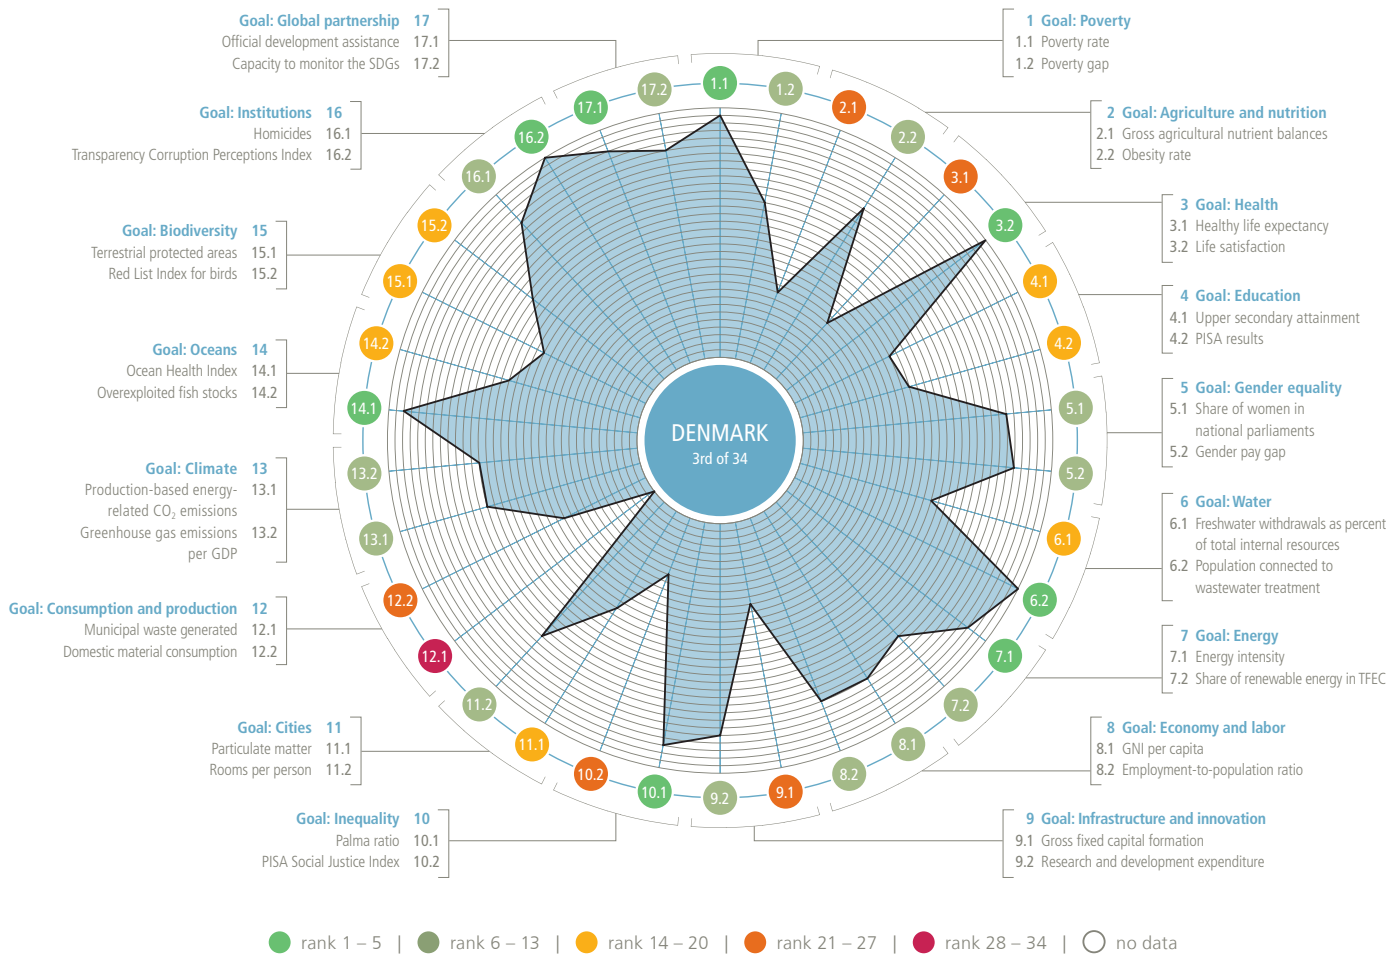 Goal: Global partnership 17
Official development assistance 17.1
Capacity to monitor the SDGs 17.2
Goal: Institutions 16
Homicides 16.1
Transparency Corruption Perceptions Index 16.2
Goal: Biodiversity 15
Terrestrial protected areas 15.1
Red List Index for birds 15.2
Goal: Oceans 14
Ocean Health Index 14.1
Overexploited fish stocks 14.2
Goal: Climate 13
Production-based energy- 13.1
related CO2 emissions
Greenhouse gas emissions 13.2
per GDP
Goal: Consumption and production 12
Municipal waste generated 12.1
Domestic material consumption 12.2
Goal: Cities 11
Particulate matter 11.1
Rooms per person 11.2
Goal: Inequality 10
Palma ratio 10.1
PISA Social Justice Index 10.2
1 Goal: Poverty
1.1 Poverty rate
1.2 Poverty gap
2 Goal: Agriculture and nutrition
2.1 Gross agricultural nutrient balances
2.2 Obesity rate
3 Goal: Health
3.1 Healthy life expectancy
3.2 Life satisfaction
4 Goal: Education
4.1 Upper secondary attainment
4.2 PISA results
5 Goal: Gender equality
5.1 Share of women in
national parliaments
5.2 Gender pay gap
6 Goal: Water
6.1 Freshwater withdrawals as percent
of total internal resources
6.2 Population connected to
wastewater treatment
7 Goal: Energy
7.1 Energy intensity
7.2 Share of renewable energy in TFEC
8 Goal: Economy and labor
8.1 GNI per capita
8.2 Employment-to-population ratio
9 Goal: Infrastructure and innovation
9.1 Gross fixed capital formation
9.2 Research and development expenditure
1.1
1.2
2.1
2.2
3.1
3.2
4.1
4.2
5.1
5.2
6.1
6.2
7.1
7.2
8.1
8.2
9.1
9.2
10.1
10.2
11.1
11.2
12.1
12.2
13.1
13.2
14.1
14.2
15.1
15.2
16.1
16.2
17.1
17.2
DENMARK
3rd of 34
rank 1 – 5 | rank 6 – 13 | rank 14 – 20 | rank 21 – 27 | rank 28 – 34 | no data